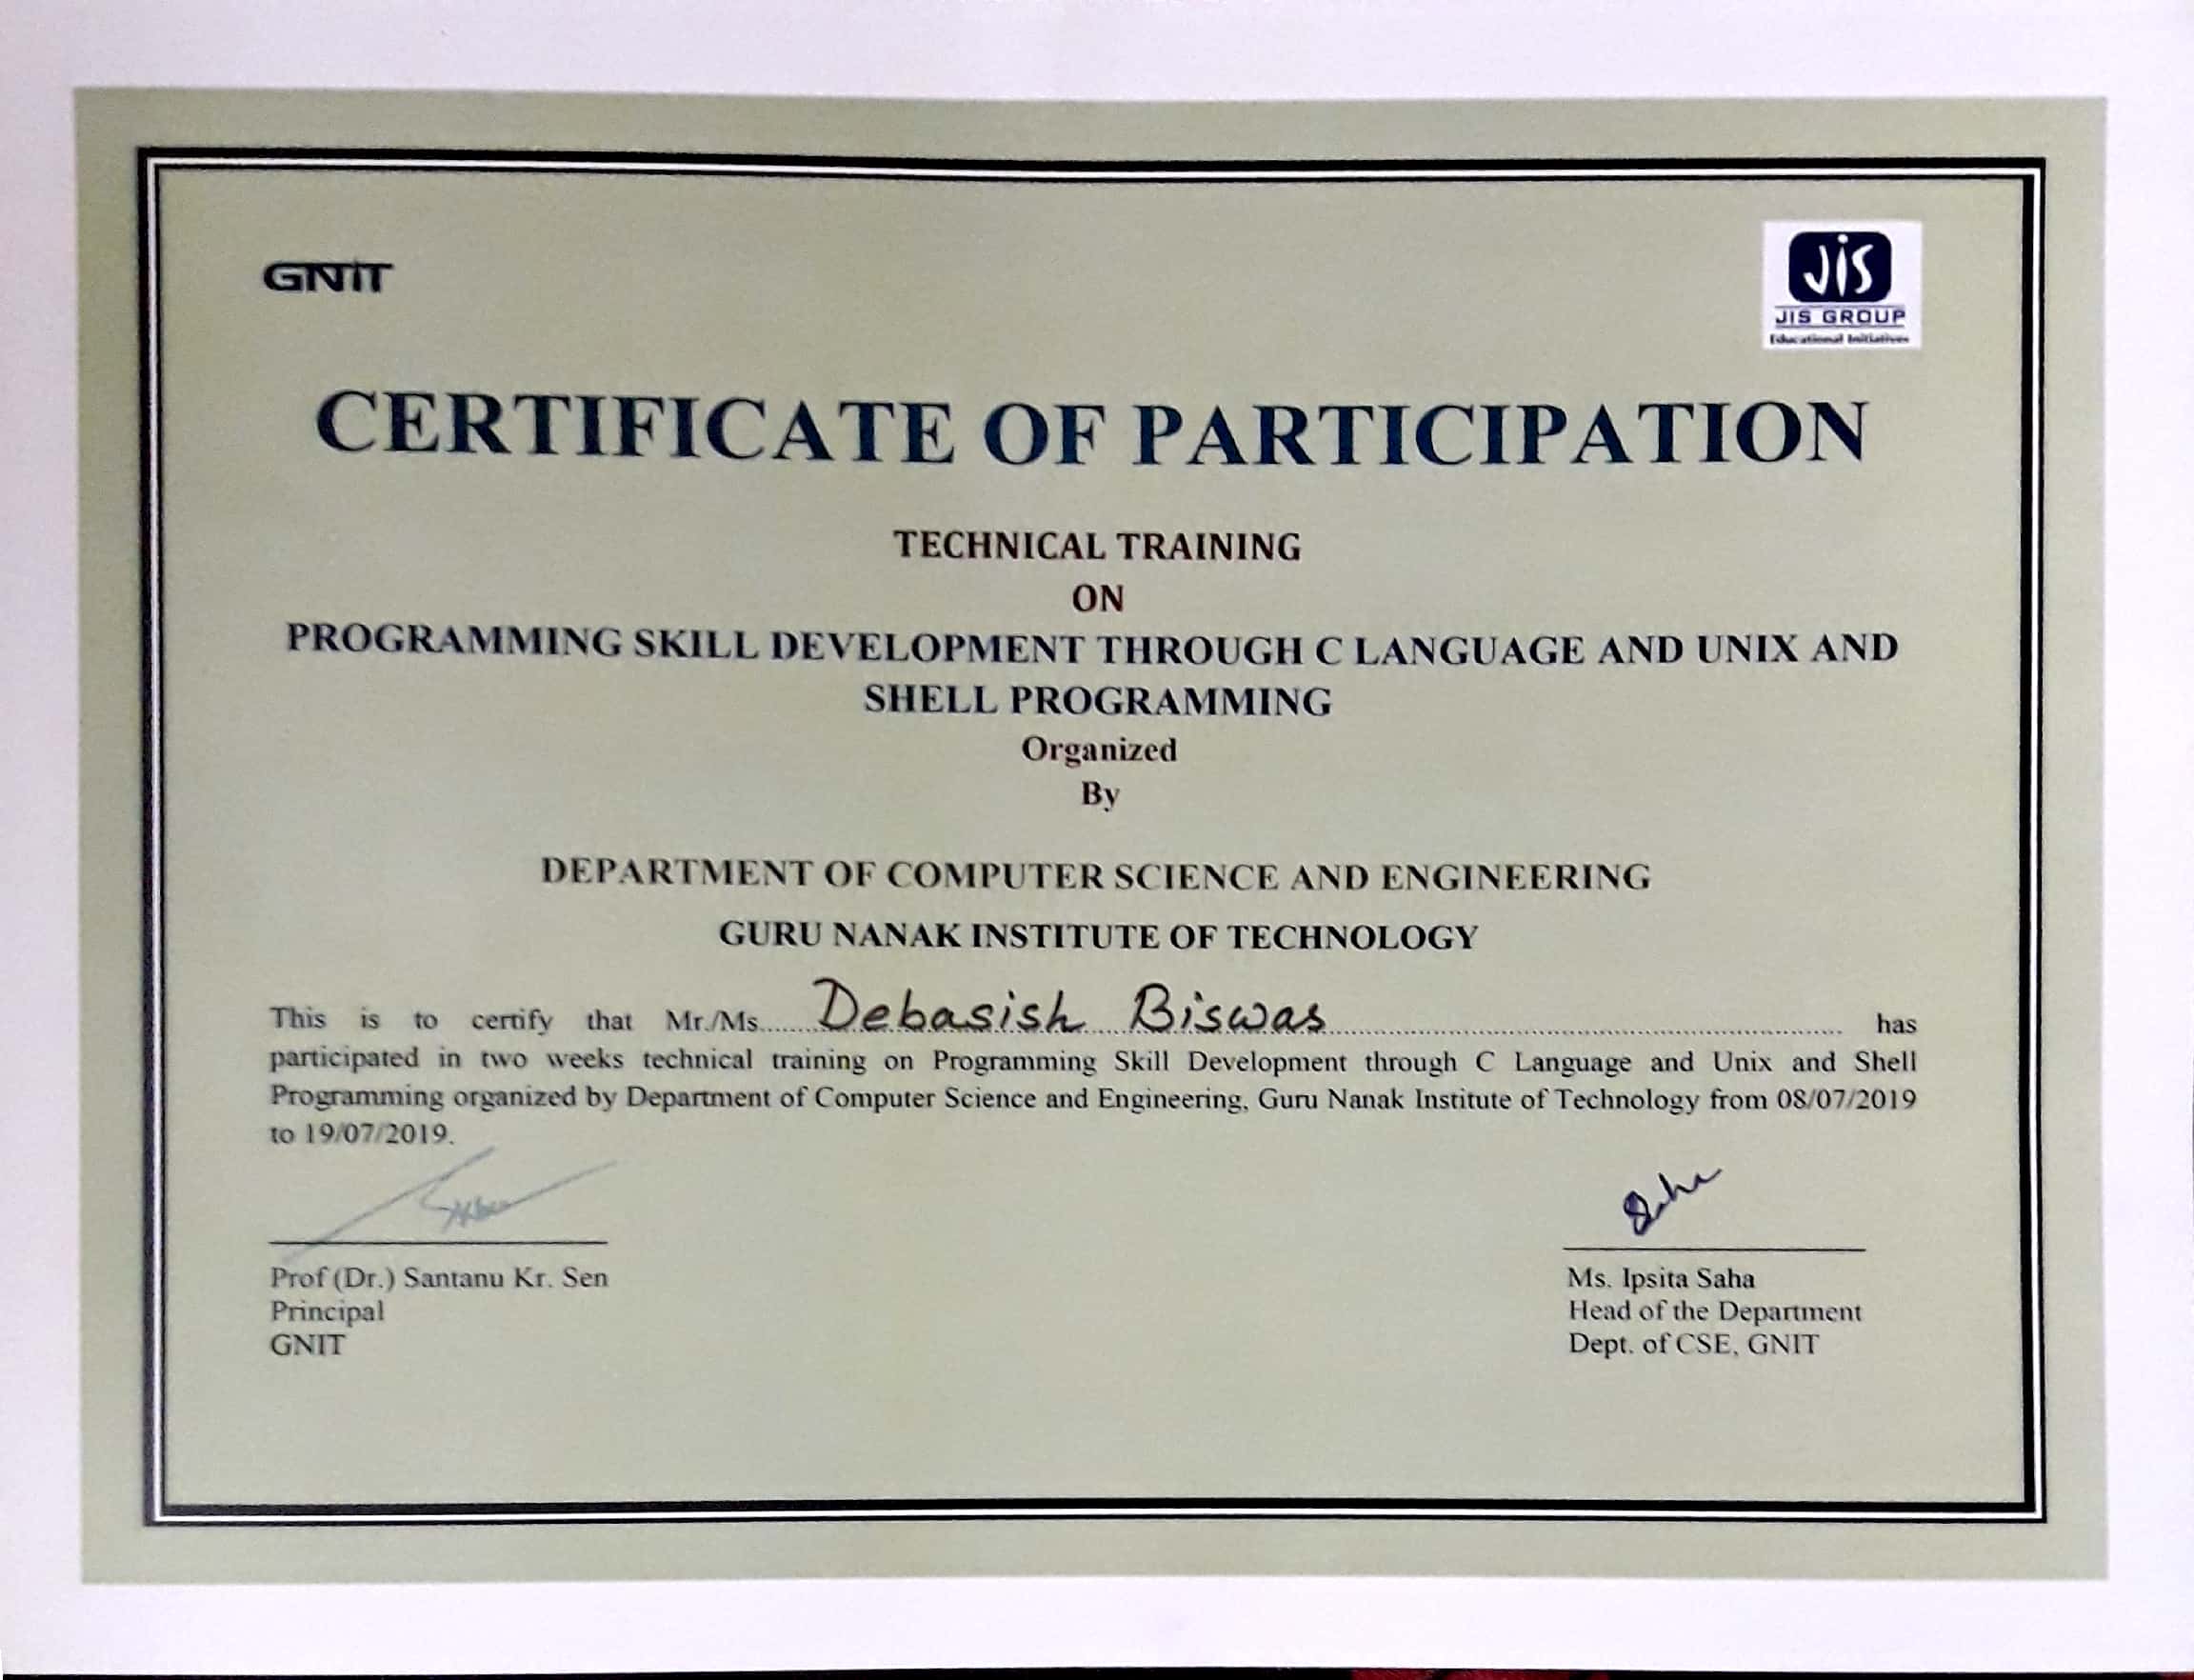 GNIT
JIS
JIS GROUP
Educational Initiatives
CERTIFICATE OF PARTICIPATION
TECHNICAL TRAINING
ON
PROGRAMMING SKILL DEVELOPMENT THROUGH C LANGUAGE AND UNIX AND
SHELL PROGRAMMING
Organized
By
DEPARTMENT OF COMPUTER SCIENCE AND ENGINEERING
GURU NANAK INSTITUTE OF TECHNOLOGY
This is to certify that Mr./Ms. Debasish Biswas has
participated in two weeks technical training on Programming Skill Development through C Language and Unix and Shell
Programming organized by Department of Computer Science and Engineering, Guru Nanak Institute of Technology from 08/07/2019
to 19/07/2019.
Saha
Prof (Dr.) Santanu Kr. Sen
Principal
GNIT
Ms. Ipsita Saha
Head of the Department
Dept. of CSE, GNIT